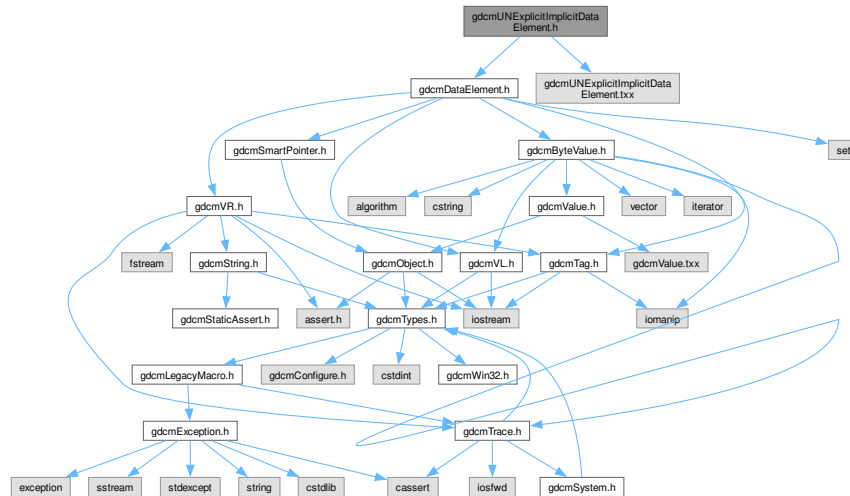 gdcmUNExplicitImplicitData
Element.h
gdcmDataElement.h
gdcmUNExplicitImplicitData
Element.txx
gdcmSmartPointer.h
gdcmByteValue.h
set
algorithm
cstring
gdcmValue.h
vector
iterator
gdcmVR.h
fstream
gdcmString.h
gdcmObject.h
gdcmVL.h
gdcmTag.h
gdcmValue.txx
gdcmStaticAssert.h
assert.h
gdcmTypes.h
iostream
iomanip
gdcmLegacyMacro.h
gdcmConfigure.h
cstdint
gdcmWin32.h
gdcmException.h
gdcmTrace.h
exception
sstream
stdexcept
string
cstdlib
cassert
iosfwd
gdcmSystem.h